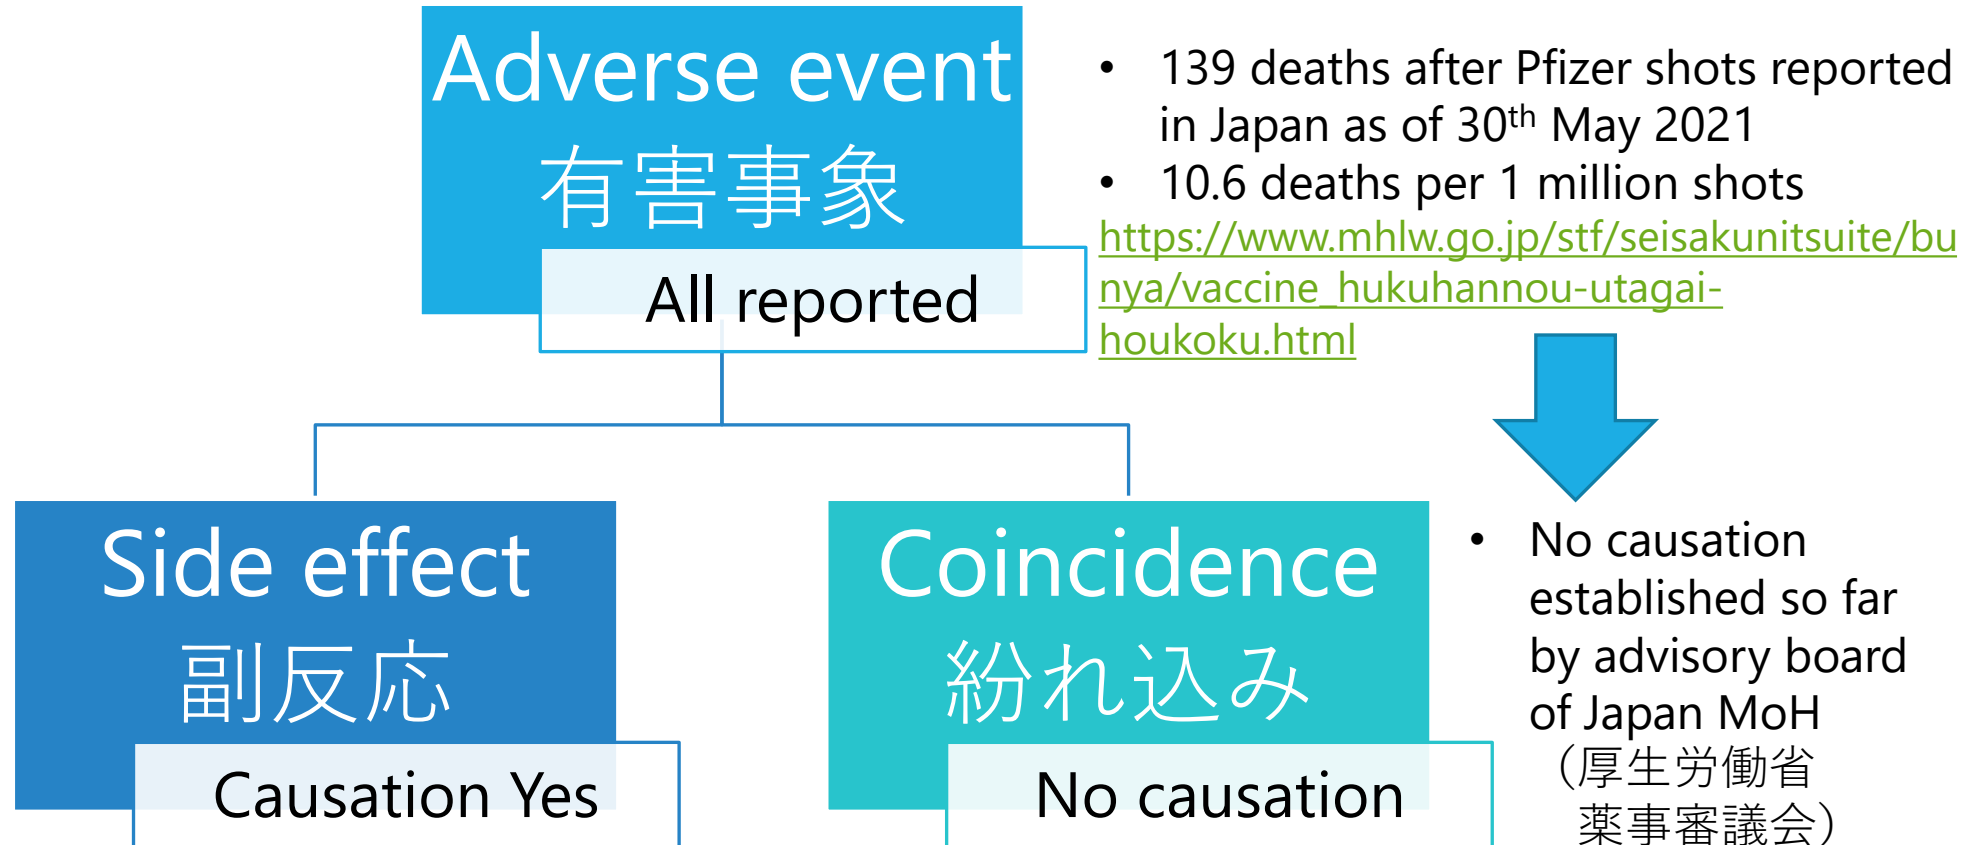 Adverse event
有害事象
All reported
• 139 deaths after Pfizer shots reported
in Japan as of 30th May 2021
• 10.6 deaths per 1 million shots
https://www.mhlw.go.jp/stf/seisakunitsuite/bu
nya/vaccine_hukuhannou-utagai-
houkoku.html
Side effect
副反応
Causation Yes
Coincidence
紛れ込み
No causation
• No causation
established so far
by advisory board
of Japan MoH
（厚生労働省
薬事審議会）